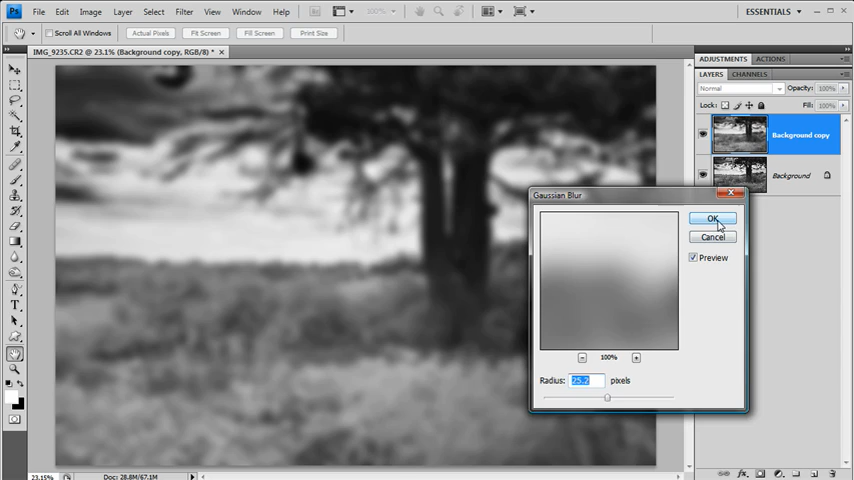 Ps File Edit Image Layer Select Filter View Window Help 100% ESSENTIALS
Scroll All Windows Actual Pixels Fit Screen Fill Screen Print Size
IMG_9235.CR2 @ 23.1% (Background copy, RGB/8) *
ADJUSTMENTS ACTIONS
LAYERS CHANNELS
Normal Opacity: 100%
Lock: Fill: 100%
Background copy
Background
Gaussian Blur
OK
Cancel
Preview
100%
Radius: 25.2 pixels
T
23.15% Doc: 28.8M/67.1M
fx